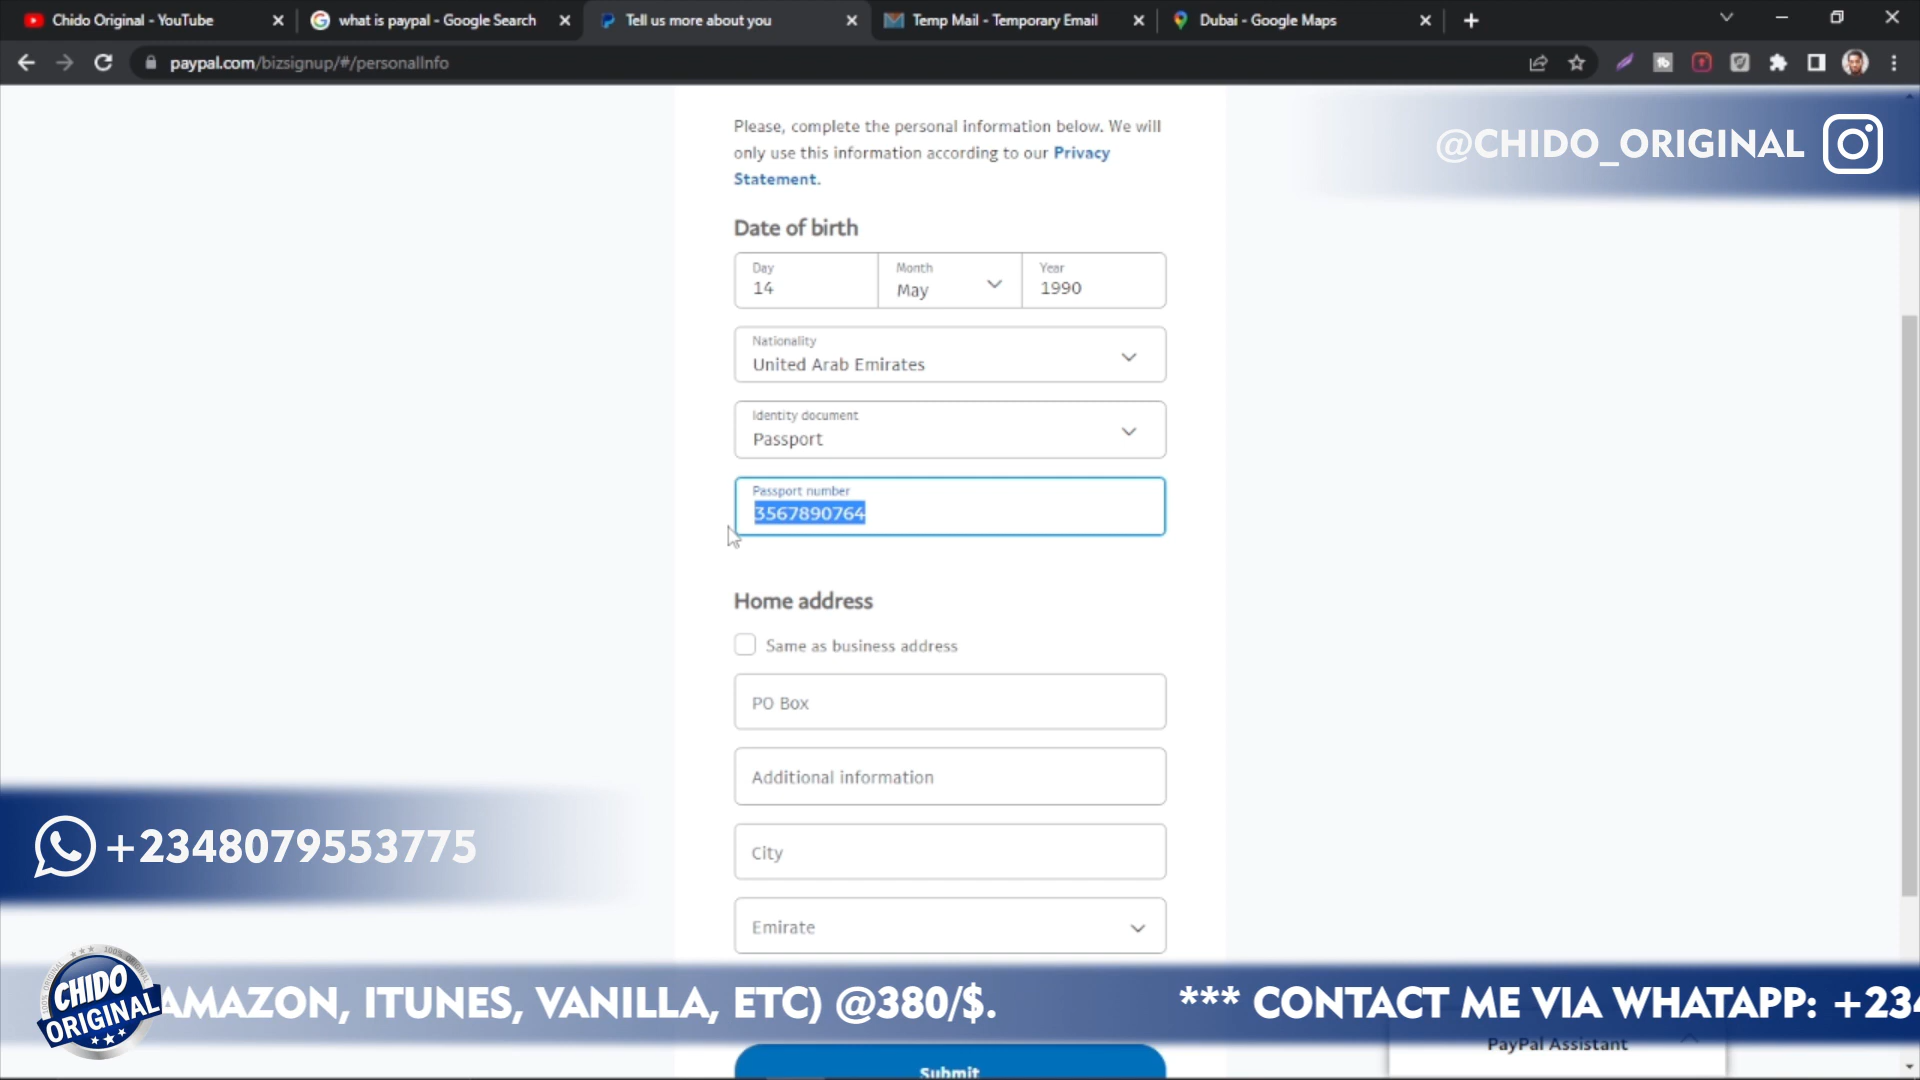 Chido Original - YouTube
what is paypal - Google Search
Tell us more about you
Temp Mail - Temporary Email
Dubai - Google Maps
paypal.com/bizsignup/#/personalInfo
Please, complete the personal information below. We will
only use this information according to our Privacy
Statement.
@CHIDO_ORIGINAL
Date of birth
Day
14
Month
May
Year
1990
Nationality
United Arab Emirates
Identity document
Passport
Passport number
3567890764
Home address
Same as business address
PO Box
Additional information
City
Emirate
+2348079553775
CHIDO
ORIGINAL
AMAZON, ITUNES, VANILLA, ETC) @380/$.
*** CONTACT ME VIA WHATAPP: +234
PayPal Assistant
Submit